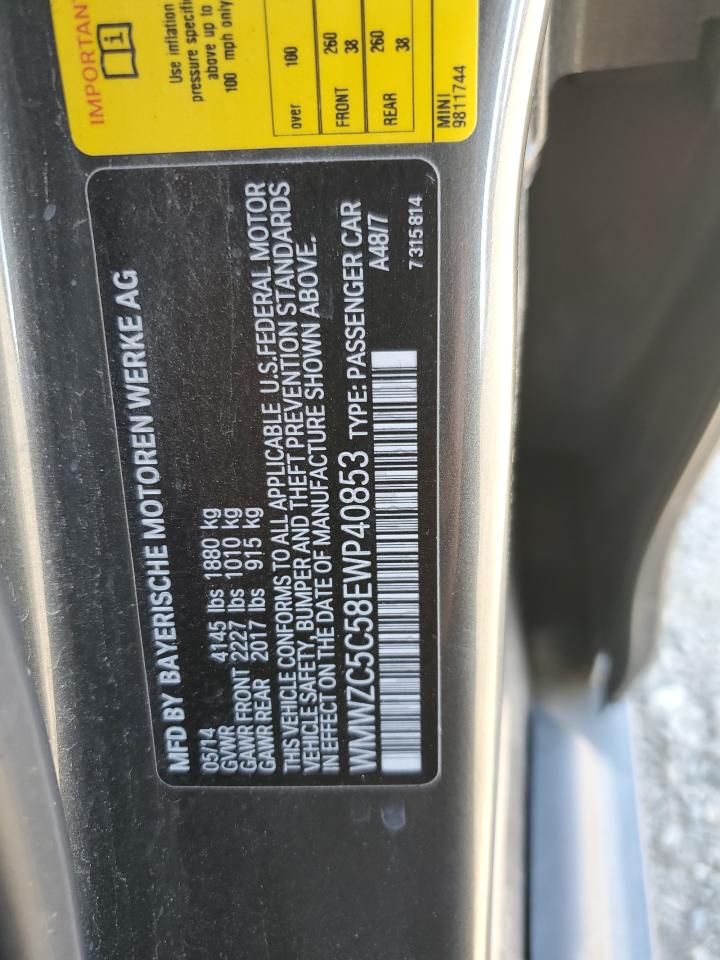 IMPORTANT
i
Use inflation
pressure
above up to
100 mph only
over 100
FRONT 260 38
REAR 260 38
MINI
9811744
MFD BY BAYERISCHE MOTOREN WERKE AG
05/14
GVWR 4145 lbs 1880 kg
GAWR FRONT 2227 lbs 1010 kg
GAWR REAR 2017 lbs 915 kg
THIS VEHICLE CONFORMS TO ALL APPLICABLE U.S.FEDERAL MOTOR
VEHICLE SAFETY, BUMPER AND THEFT PREVENTION STANDARDS
IN EFFECT ON THE DATE OF MANUFACTURE SHOWN ABOVE.
WMWZC5C58EWP40853 TYPE: PASSENGER CAR
A48/7
7 315 814